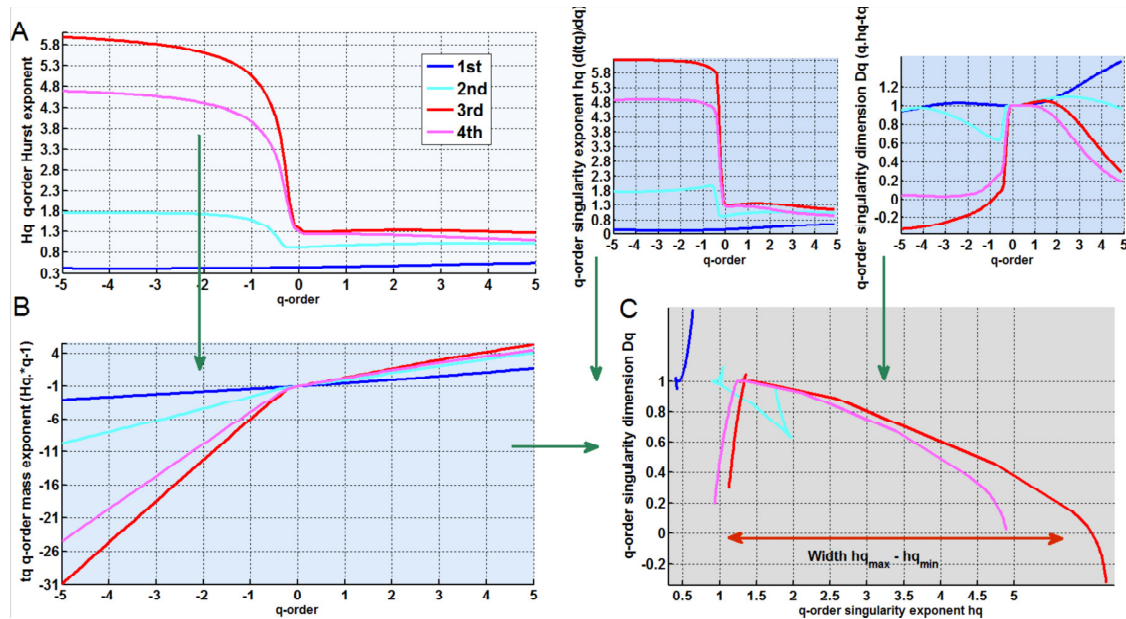 A
Hq q-order Hurst exponent
5.8
5.3
4.8
4.3
3.8
3.3
2.8
2.3
1.8
1.3
0.8
0.3
-5 -4 -3 -2 -1 -0 1 2 3 4 5
q-order
1st
2nd
3rd
4th
q-order singularity exponent hq (d(tq)/dq)
5.8
5.3
4.8
4.3
3.8
3.3
2.8
2.3
1.8
1.3
0.8
0
-5 -4 -3 -2 -1 0 1 2 3 4 5
q-order
q-order singularity dimension Dq (q.hq-tq
1.2
1
0.8
0.6
0.4
0.2
0
-0.2
-5 -4 -3 -2 -1 0 1 2 3 4 5
q-order
B
tq q-order mass exponent (Hq.*q-1)
4
-1
-6
-11
-16
-21
-26
-31
-5 -4 -3 -2 -1 0 1 2 3 4 5
q-order
C
q-order singularity dimension Dq
1
0.8
0.6
0.4
0.2
0
-0.2
0.5 1 1.5 2 2.5 3 3.5 4 4.5 5
q-order singularity exponent hq
Width hqmax - hqmin